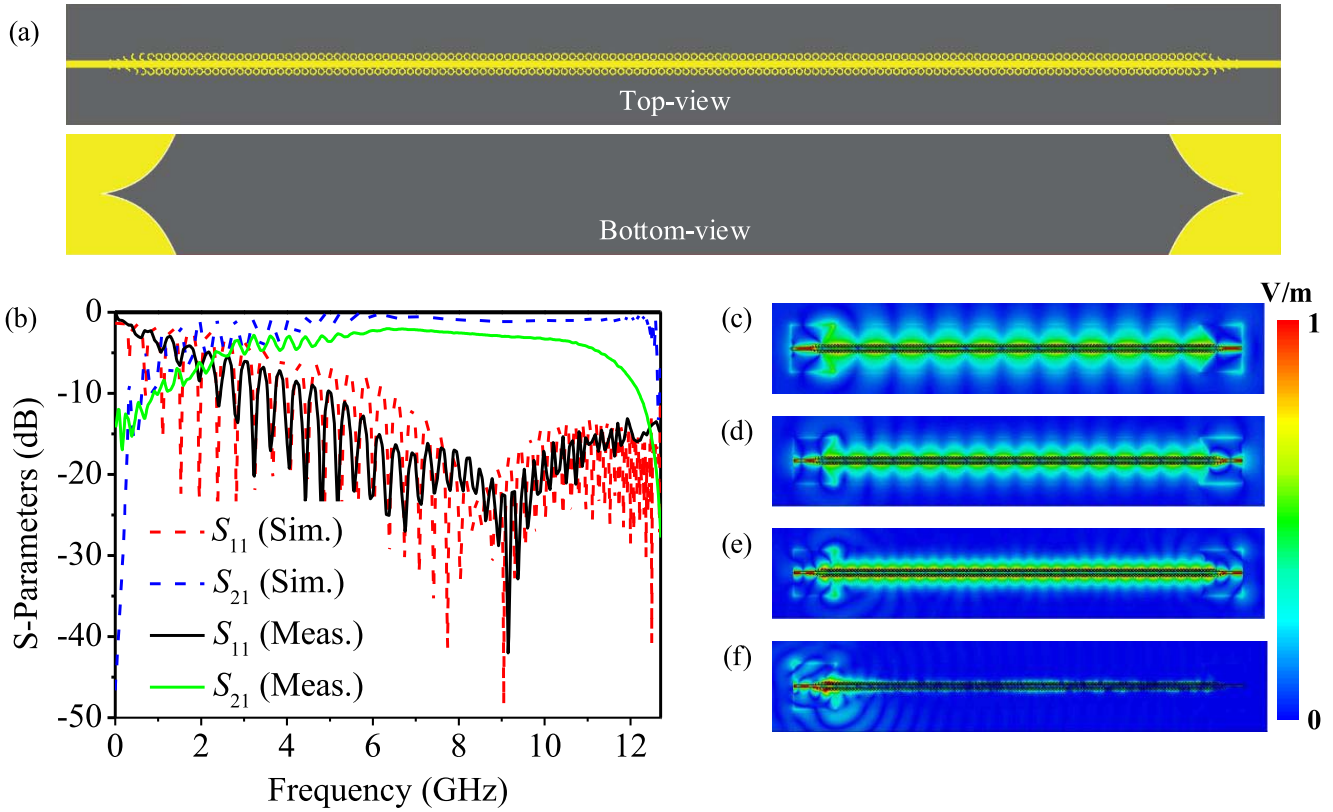 (a)
Top-view
Bottom-view
(b)
S-Parameters (dB)
0
-10
-20
-30
-40
-50
S11 (Sim.)
S21 (Sim.)
S11 (Meas.)
S21 (Meas.)
0 2 4 6 8 10 12
Frequency (GHz)
(c)
(d)
(e)
(f)
V/m
1
0